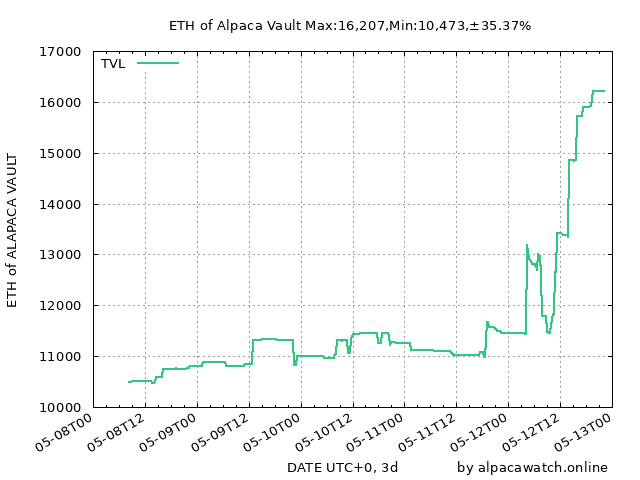 ETH of Alpaca Vault Max:16,207,Min:10,473,±35.37%
TVL
17000
16000
15000
14000
13000
12000
11000
10000
ETH of ALAPACA VAULT
05-08T00
05-08T12
05-09T00
05-09T12
05-10T00
05-10T12
05-11T00
05-11T12
05-12T00
05-12T12
05-13T00
DATE UTC+0, 3d
by alpacawatch.online